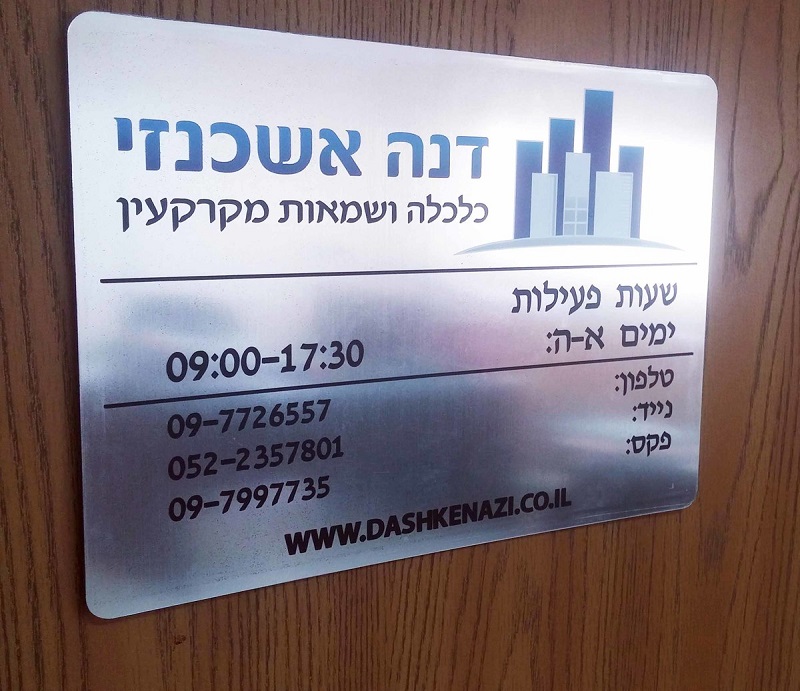 דנה אשכנזי
כלכלה ושמאות מקרקעין
שעות פעילות
ימים א-ה: 09:00-17:30
טלפון: 09-7726557
נייד: 052-2357801
פקס: 09-7997735
WWW.DASHKENAZI.CO.IL